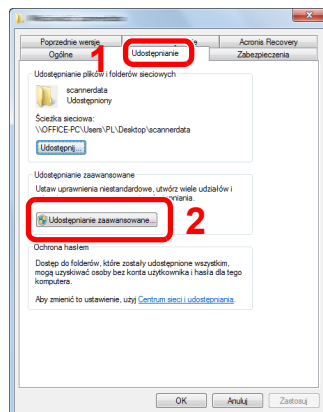 Poprzednie wersje
Acronis Recovery
Ogólne
Udostępnianie
Zabezpieczenia
1
Udostępnianie plików i folderów sieciowych
scannerdata
Udostępniony
Ścieżka sieciowa:
\\OFFICE-PC\Users\PL\Desktop\scannerdata
Udostępnij...
Udostępnianie zaawansowane
Ustaw uprawnienia niestandardowe, utwórz wiele udziałów i
Udostępnianie zaawansowane...
2
Ochrona hasłem
Dostęp do folderów, które zostały udostępnione wszystkim,
mogą uzyskiwać osoby bez konta użytkownika i hasła dla tego
komputera.
Aby zmienić to ustawienie, użyj Centrum sieci i udostępniania.
OK
Anuluj
Zastosuj